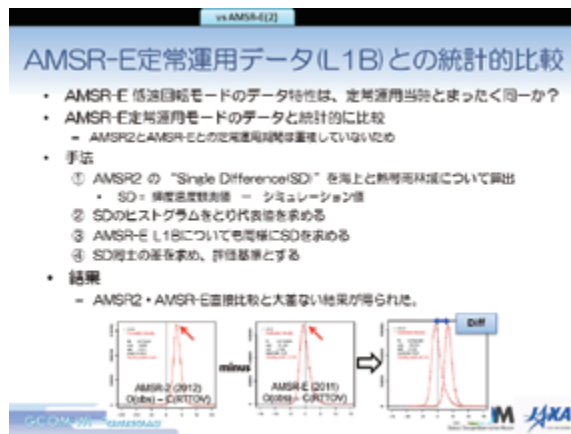 vs AMSR-E(2)
AMSR-E定常運用データ(L1B)との統計的比較
• AMSR-E 低速回転モードのデータ特性は、定常運用当時とまったく同一か？
• AMSR-E定常運用モードのデータと統計的に比較
– AMSR2とAMSR-Eとの定常運用期間は重複していないため
• 手法
① AMSR2 の “Single Difference(SD)” を海上と熱帯雨林域について算出
• SD= 輝度温度観測値 － シミュレーション値
② SDのヒストグラムをとり代表値を求める
③ AMSR-E L1Bについても同様にSDを求める
④ SD同士の差を求め、評価基準とする
• 結果
– AMSR2・AMSR-E直接比較と大差ない結果が得られた。
Diff
minus
AMSR-2 (2012)
O(obs) – C(RTTOV)
AMSR-E (2011)
O(obs) – C(RTTOV)
GCOM-W
JAXA